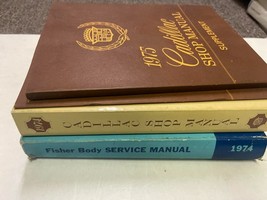 1975
Cadillac
SHOP MANUAL
SUPPLEMENT
CADILLAC SHOP MANUAL
Fisher Body SERVICE MANUAL 1974